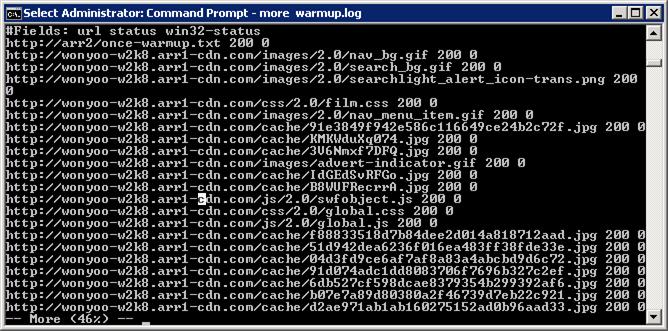 Select Administrator: Command Prompt - more warmup.log
#Fields: url status win32-status
http://arr2/once-warmup.txt 200 0
http://wonyoo-w2k8.arr1-cdn.com/images/2.0/nav_bg.gif 200 0
http://wonyoo-w2k8.arr1-cdn.com/images/2.0/search_bg.gif 200 0
http://wonyoo-w2k8.arr1-cdn.com/images/2.0/searchlight_alert_icon-trans.png 200
0
http://wonyoo-w2k8.arr1-cdn.com/css/2.0/film.css 200 0
http://wonyoo-w2k8.arr1-cdn.com/images/2.0/nav_menu_item.gif 200 0
http://wonyoo-w2k8.arr1-cdn.com/cache/91e3849f942e586c116649ce24b2c72f.jpg 200 0
http://wonyoo-w2k8.arr1-cdn.com/cache/KMKWduXq074.jpg 200 0
http://wonyoo-w2k8.arr1-cdn.com/cache/3V6Nmxf7DFQ.jpg 200 0
http://wonyoo-w2k8.arr1-cdn.com/images/advert-indicator.gif 200 0
http://wonyoo-w2k8.arr1-cdn.com/cache/IdGEdSvRFGo.jpg 200 0
http://wonyoo-w2k8.arr1-cdn.com/cache/B8WUFRecrrA.jpg 200 0
http://wonyoo-w2k8.arr1-cdn.com/js/2.0/swfobject.js 200 0
http://wonyoo-w2k8.arr1-cdn.com/css/2.0/global.css 200 0
http://wonyoo-w2k8.arr1-cdn.com/js/2.0/global.js 200 0
http://wonyoo-w2k8.arr1-cdn.com/cache/f88833518d7b84dee2d014a818712aad.jpg 200 0
http://wonyoo-w2k8.arr1-cdn.com/cache/51d942dea6236f016ea483ff38fde33e.jpg 200 0
http://wonyoo-w2k8.arr1-cdn.com/cache/04d3fd9ce6af7af8a83a4abcbd9d6c72.jpg 200 0
http://wonyoo-w2k8.arr1-cdn.com/cache/91d074adc1dd8083706f7696b327c2ef.jpg 200 0
http://wonyoo-w2k8.arr1-cdn.com/cache/6db527cf598dcae8379354b299392af6.jpg 200 0
http://wonyoo-w2k8.arr1-cdn.com/cache/b07e7a89d80380a2f46739d7eb22c921.jpg 200 0
http://wonyoo-w2k8.arr1-cdn.com/cache/d2ae971ab1ab160275152ad0b96aad33.jpg 200 0
-- More (46%) --